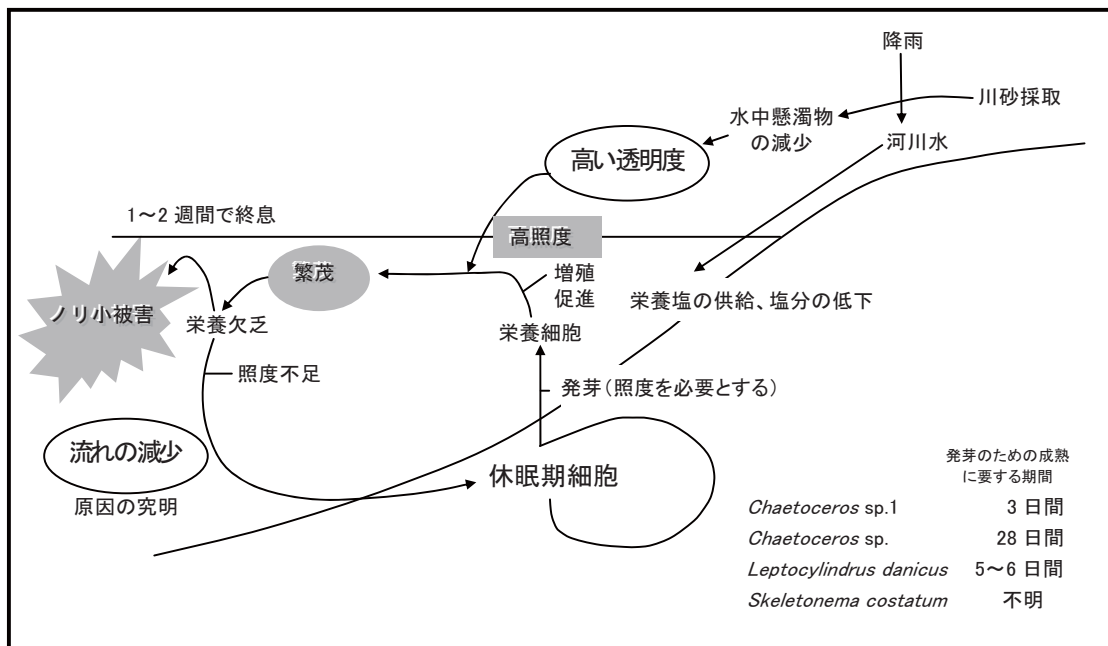 降雨
川砂採取
水中懸濁物
の減少
河川水
高い透明度
1～2 週間で終息
高照度
繁茂
増殖
促進
栄養塩の供給、塩分の低下
ノリ小被害
栄養欠乏
栄養細胞
照度不足
発芽（照度を必要とする）
流れの減少
原因の究明
休眠期細胞
発芽のための成熟
に要する期間
Chaetoceros sp.1 3 日間
Chaetoceros sp. 28 日間
Leptocylindrus danicus 5～6 日間
Skeletonema costatum 不明